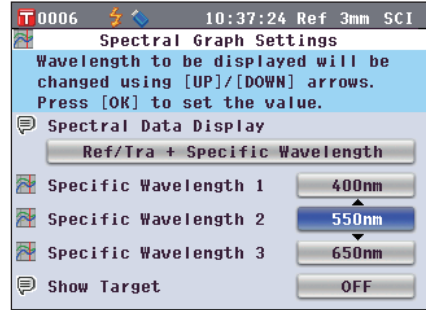 T0006 10:37:24 Ref 3mm SCI
Spectral Graph Settings
Wavelength to be displayed will be
changed using [UP]/[DOWN] arrows.
Press [OK] to set the value.
Spectral Data Display
Ref/Tra + Specific Wavelength
Specific Wavelength 1 400nm
Specific Wavelength 2 550nm
Specific Wavelength 3 650nm
Show Target OFF